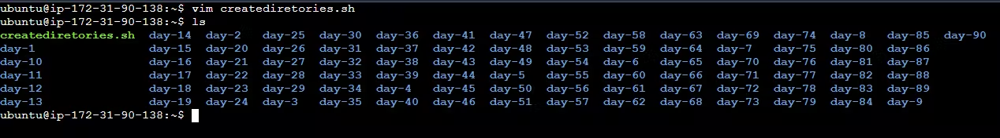 ubuntu@ip-172-31-90-138:~$ vim creatediretories.sh
ubuntu@ip-172-31-90-138:~$ ls
creatediretories.sh day-14 day-2 day-25 day-30 day-36 day-41 day-47 day-52 day-58 day-63 day-69 day-74 day-8 day-85 day-90
day-1 day-15 day-20 day-26 day-31 day-37 day-42 day-48 day-53 day-59 day-64 day-7 day-75 day-80 day-86
day-10 day-16 day-21 day-27 day-32 day-38 day-43 day-49 day-54 day-6 day-65 day-70 day-76 day-81 day-87
day-11 day-17 day-22 day-28 day-33 day-39 day-44 day-5 day-55 day-60 day-66 day-71 day-77 day-82 day-88
day-12 day-18 day-23 day-29 day-34 day-4 day-45 day-50 day-56 day-61 day-67 day-72 day-78 day-83 day-89
day-13 day-19 day-24 day-3 day-35 day-40 day-46 day-51 day-57 day-62 day-68 day-73 day-79 day-84 day-9
ubuntu@ip-172-31-90-138:~$